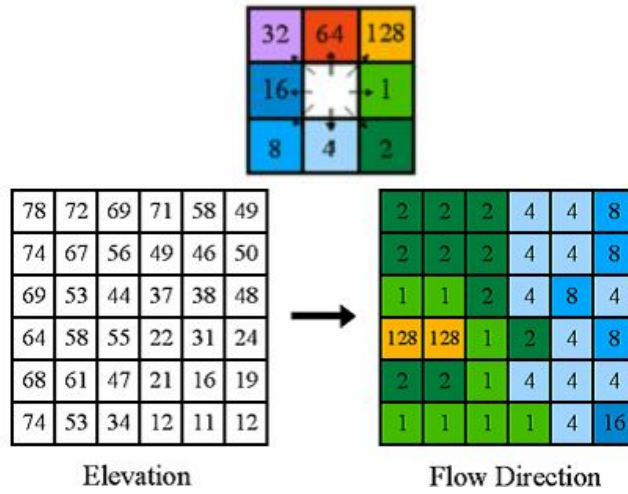 32 64 128
16 1
8 4 2
78 72 69 71 58 49
2 2 2 4 4 8
74 67 56 49 46 50
2 2 2 4 4 8
69 53 44 37 38 48
1 1 2 4 8 4
64 58 55 22 31 24
128 128 1 2 4 8
68 61 47 21 16 19
2 2 1 4 4 4
74 53 34 12 11 12
1 1 1 1 4 16
Elevation
Flow Direction